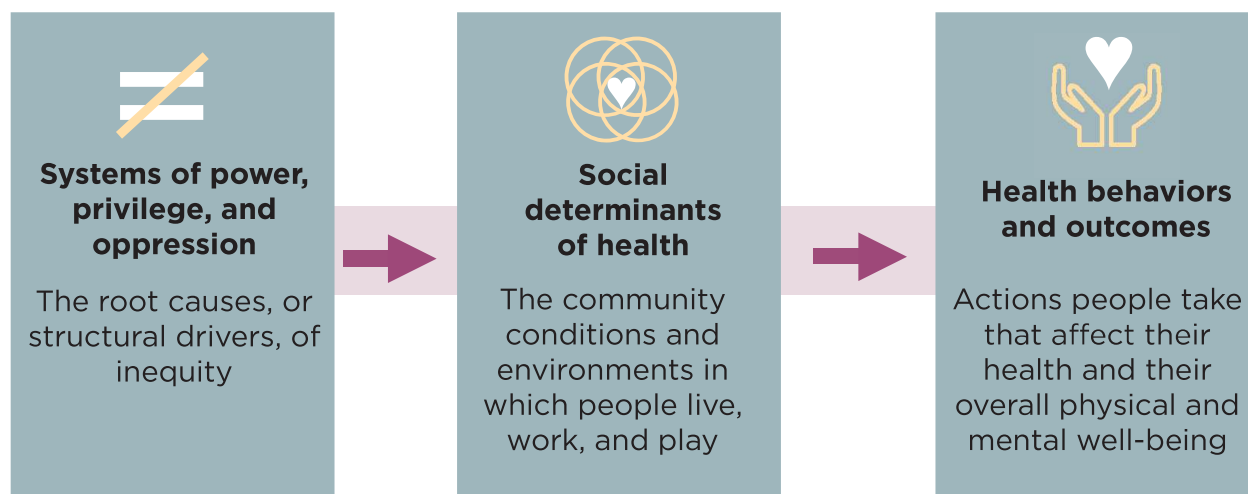 Systems of power,
privilege, and
oppression
The root causes, or
structural drivers, of
inequity
Social
determinants
of health
The community
conditions and
environments in
which people live,
work, and play
Health behaviors
and outcomes
Actions people take
that affect their
health and their
overall physical and
mental well-being